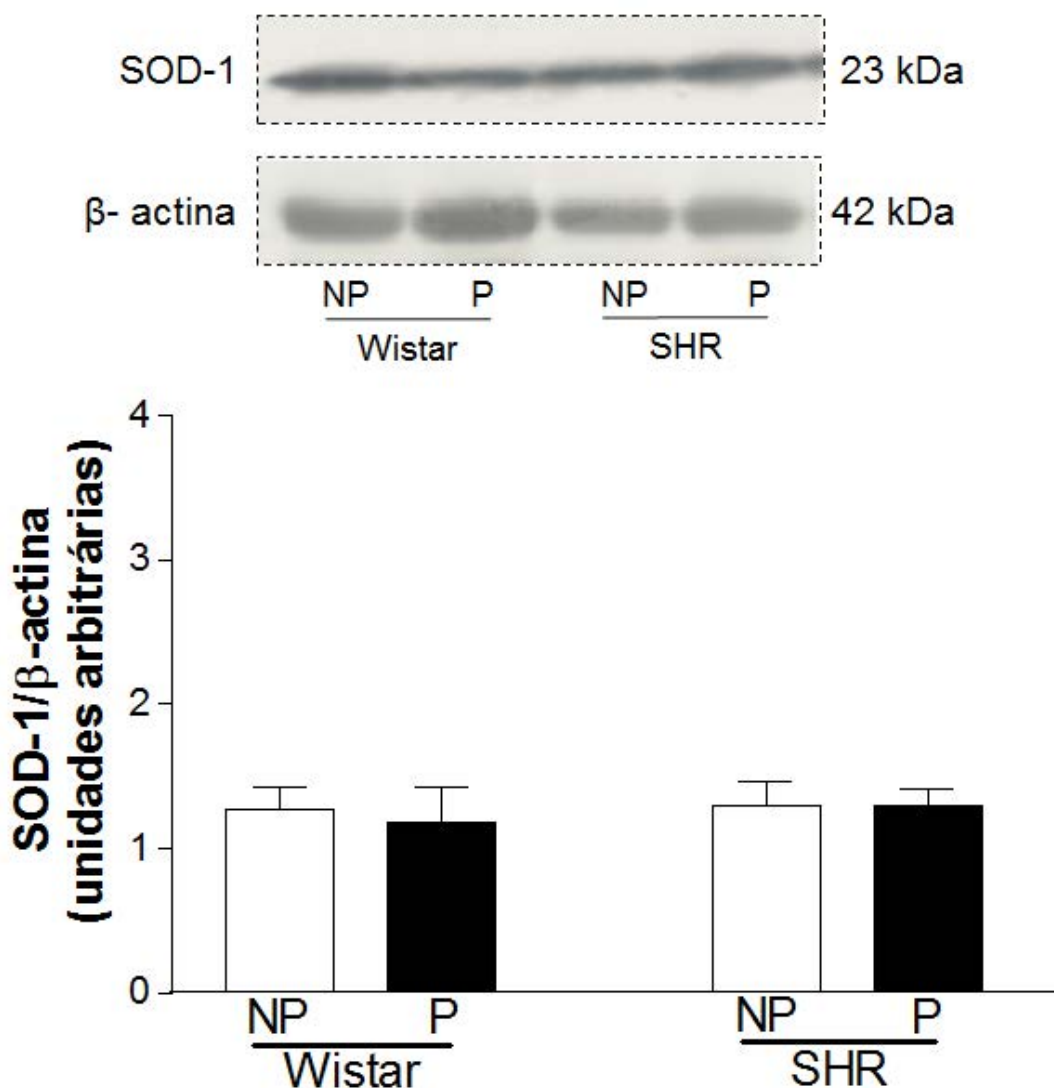 SOD-1 23 kDa
β- actina 42 kDa
NP P NP P
Wistar SHR
SOD-1/β-actina
(unidades arbitrárias)
4
3
2
1
0
NP P NP P
Wistar SHR